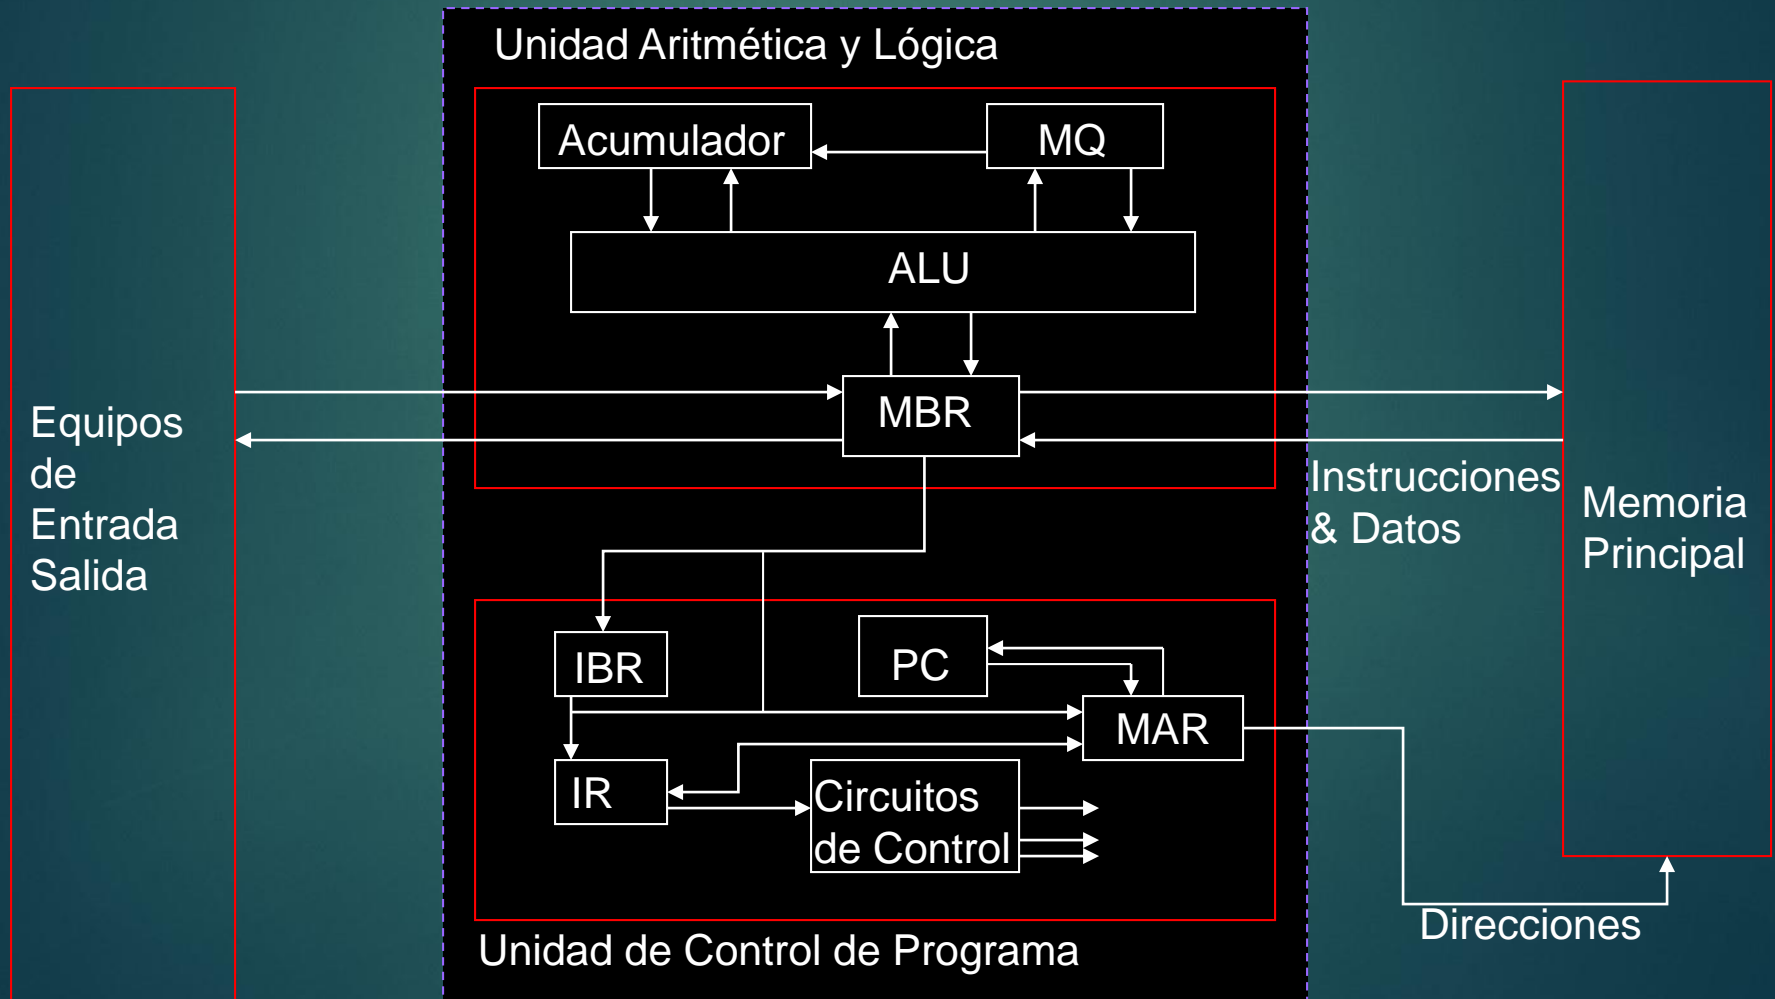 Unidad Aritmética y Lógica
Acumulador
MQ
ALU
MBR
Equipos
de
Entrada
Salida
Instrucciones
& Datos
Memoria
Principal
IBR
PC
MAR
IR
Circuitos
de Control
Direcciones
Unidad de Control de Programa